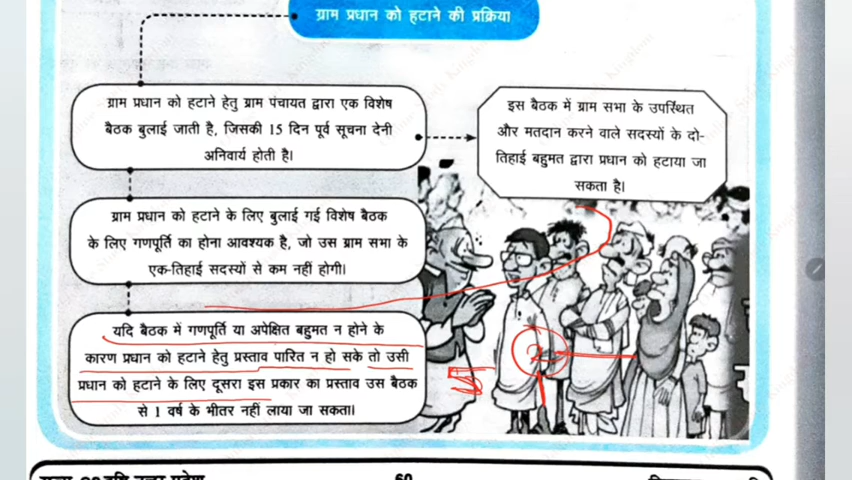 ग्राम प्रधान को हटाने की प्रक्रिया
ग्राम प्रधान को हटाने हेतु ग्राम पंचायत द्वारा एक विशेष
बैठक बुलाई जाती है, जिसकी 15 दिन पूर्व सूचना देनी
अनिवार्य होती है।
इस बैठक में ग्राम सभा के उपस्थित
और मतदान करने वाले सदस्यों के दो-
तिहाई बहुमत द्वारा प्रधान को हटाया जा
सकता है।
ग्राम प्रधान को हटाने के लिए बुलाई गई विशेष बैठक
के लिए गणपूर्ति का होना आवश्यक है, जो उस ग्राम सभा के
एक-तिहाई सदस्यों से कम नहीं होगी।
यदि बैठक में गणपूर्ति या अपेक्षित बहुमत न होने के
कारण प्रधान को हटाने हेतु प्रस्ताव पारित न हो सके तो उसी
प्रधान को हटाने के लिए दूसरा इस प्रकार का प्रस्ताव उस बैठक
से 1 वर्ष के भीतर नहीं लाया जा सकता।
5
2
60